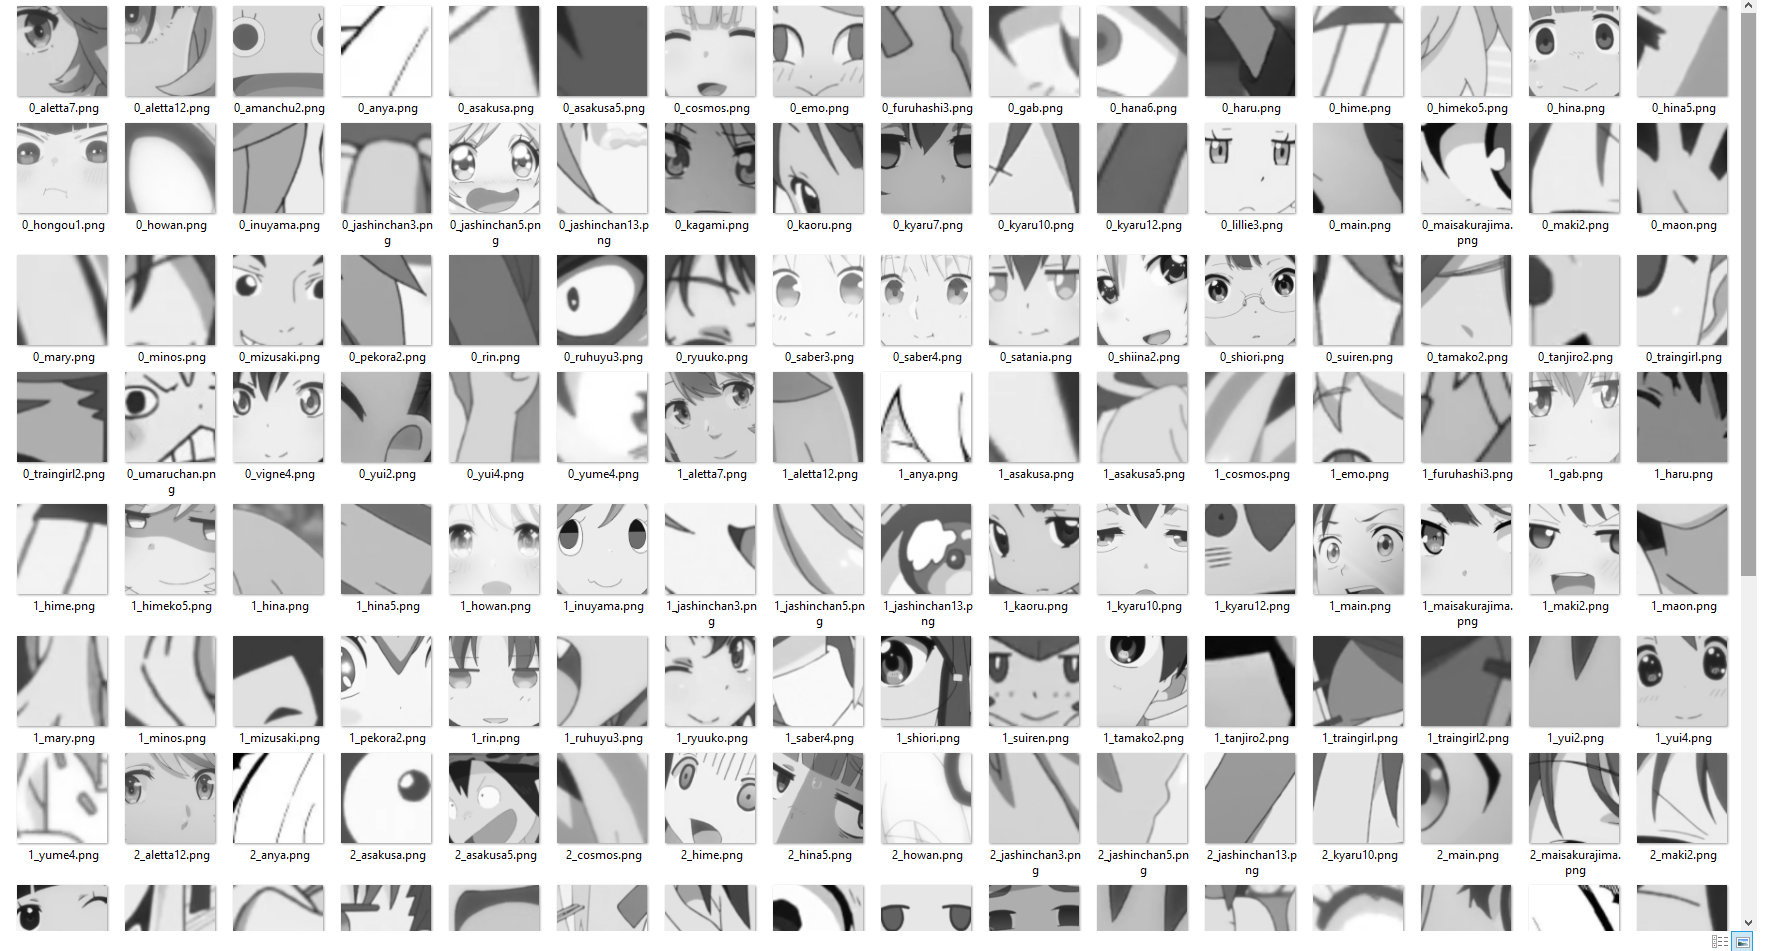 0_aletta7.png 0_aletta12.png 0_amanchu2.png 0_anya.png 0_asakusa.png 0_asakusa5.png 0_cosmos.png 0_emo.png 0_furuhashi3.png 0_gab.png 0_hana6.png 0_haru.png 0_hime.png 0_himeko5.png 0_hina.png 0_hina5.png
0_hongou1.png 0_howan.png 0_inuyama.png 0_jashinchan3.pn 0_jashinchan5.pn 0_jashinchan13.p 0_kagami.png 0_kaoru.png 0_kyaru7.png 0_kyaru10.png 0_kyaru12.png 0_lillie3.png 0_main.png 0_maisakurajima. 0_maki2.png 0_maon.png
g g ng png
0_mary.png 0_minos.png 0_mizusaki.png 0_pekora2.png 0_rin.png 0_ruhuyu3.png 0_ryuuko.png 0_saber3.png 0_saber4.png 0_satania.png 0_shiina2.png 0_shiori.png 0_suiren.png 0_tamako2.png 0_tanjiro2.png 0_traingirl.png
0_traingirl2.png 0_umaruchan.pn 0_vigne4.png 0_yui2.png 0_yui4.png 0_yume4.png 1_aletta7.png 1_aletta12.png 1_anya.png 1_asakusa.png 1_asakusa5.png 1_cosmos.png 1_emo.png 1_furuhashi3.png 1_gab.png 1_haru.png
g
1_hime.png 1_himeko5.png 1_hina.png 1_hina5.png 1_howan.png 1_inuyama.png 1_jashinchan3.pn 1_jashinchan5.pn 1_jashinchan13.p 1_kaoru.png 1_kyaru10.png 1_kyaru12.png 1_main.png 1_maisakurajima. 1_maki2.png 1_maon.png
g g ng png
1_mary.png 1_minos.png 1_mizusaki.png 1_pekora2.png 1_rin.png 1_ruhuyu3.png 1_ryuuko.png 1_saber4.png 1_shiori.png 1_suiren.png 1_tamako2.png 1_tanjiro2.png 1_traingirl.png 1_traingirl2.png 1_yui2.png 1_yui4.png
1_yume4.png 2_aletta12.png 2_anya.png 2_asakusa.png 2_asakusa5.png 2_cosmos.png 2_hime.png 2_hina5.png 2_howan.png 2_jashinchan3.pn 2_jashinchan5.pn 2_jashinchan13.p 2_kyaru10.png 2_main.png 2_maisakurajima. 2_maki2.png
g g ng png